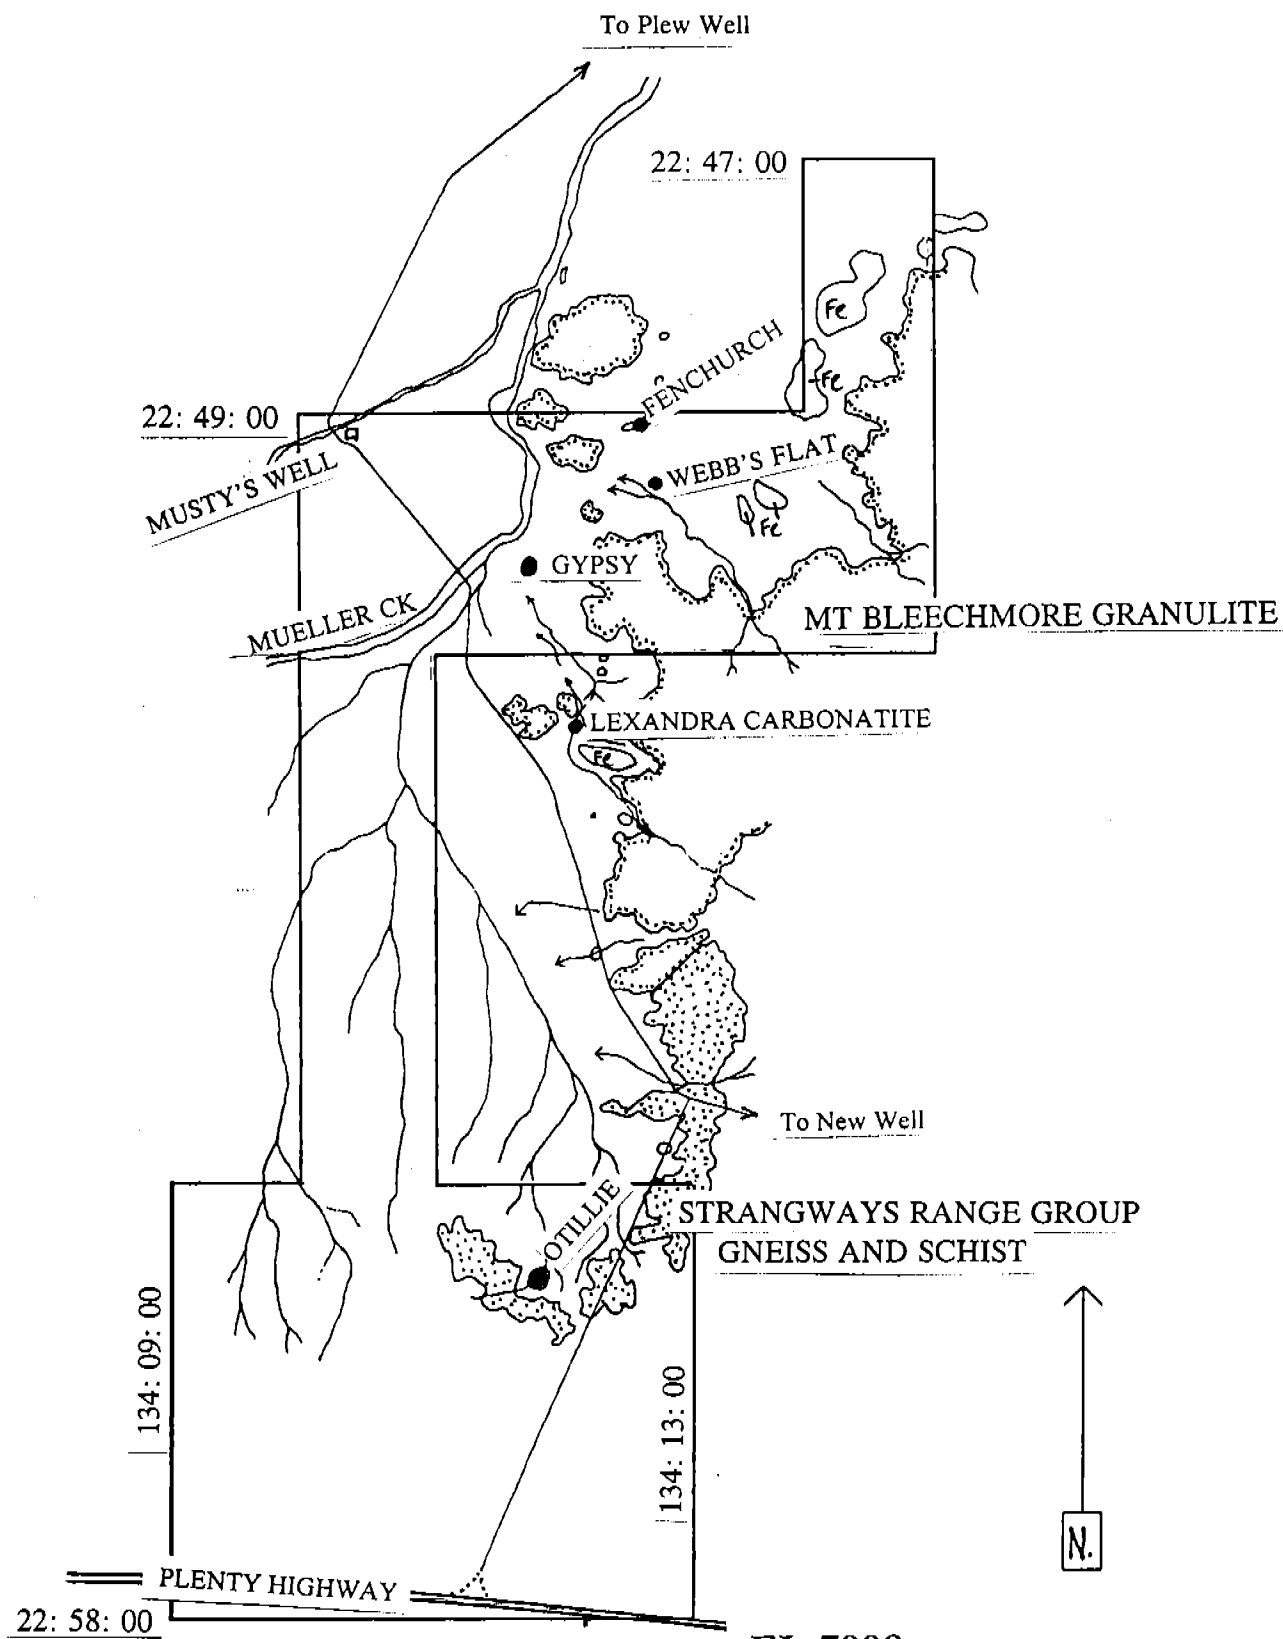 To Plew Well
22: 47: 00
Fe
FENCHURCH
Fe
22: 49: 00
WEBB'S FLAT
MUSTY'S WELL
Fe
GYPSY
MUELLER CK
MT BLEECHMORE GRANULITE
LEXANDRA CARBONATITE
Fe
To New Well
OTILLIE
STRANGWAYS RANGE GROUP
GNEISS AND SCHIST
134: 09: 00
134: 13: 00
N.
PLENTY HIGHWAY
22: 58: 00